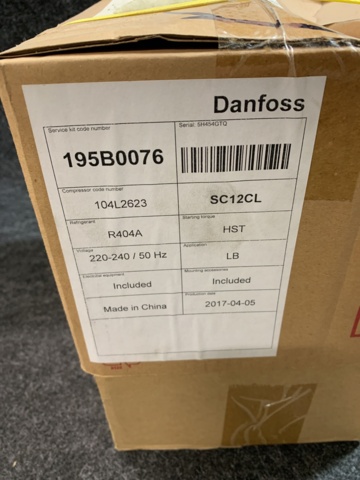 Danfoss
Service kit code number
Serial: SH454GTQ
195B0076
Compressor code number
104L2623
SC12CL
Refrigerant
Starting torque
R404A
HST
Voltage
Application
220-240 / 50 Hz
LB
Electrical equipment
Mounting accessories
Included
Included
Production date
Made in China
2017-04-05